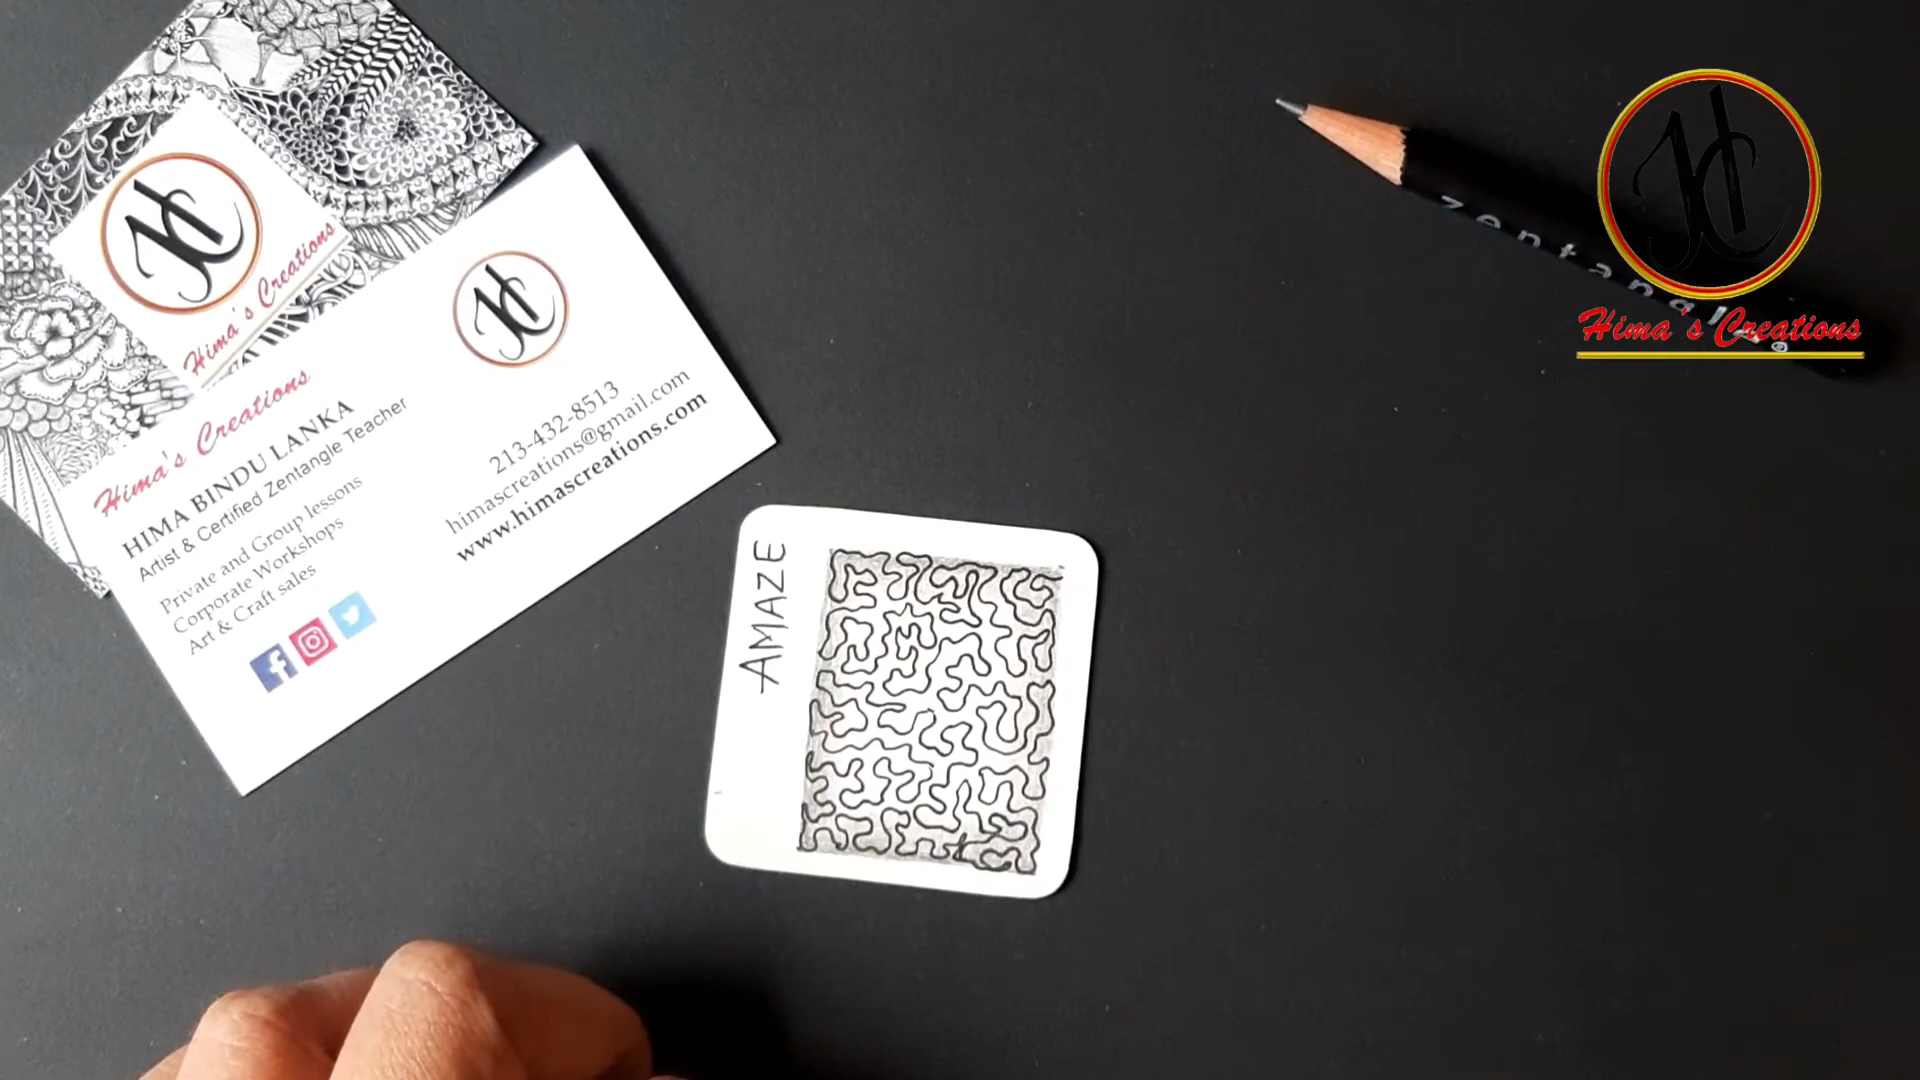 Hima's Creations
Hima's Creations
HIMA BINDU LANKA
Artist & Certified Zentangle Teacher
Private and Group lessons
Corporate Workshops
Art & Craft sales
213-432-8513
himascreations@gmail.com
www.himascreations.com
AMAZE
zentangle
Hima's Creations